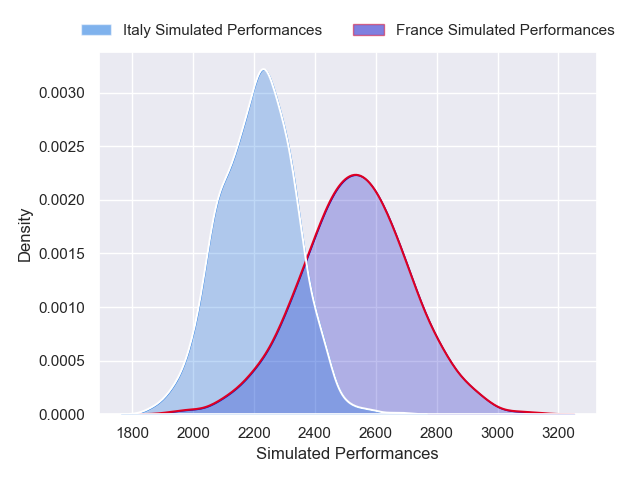 Italy Simulated Performances France Simulated Performances
0.0030
0.0025
0.0020
0.0015
0.0010
0.0005
0.0000
Density
1800 2000 2200 2400 2600 2800 3000 3200
Simulated Performances